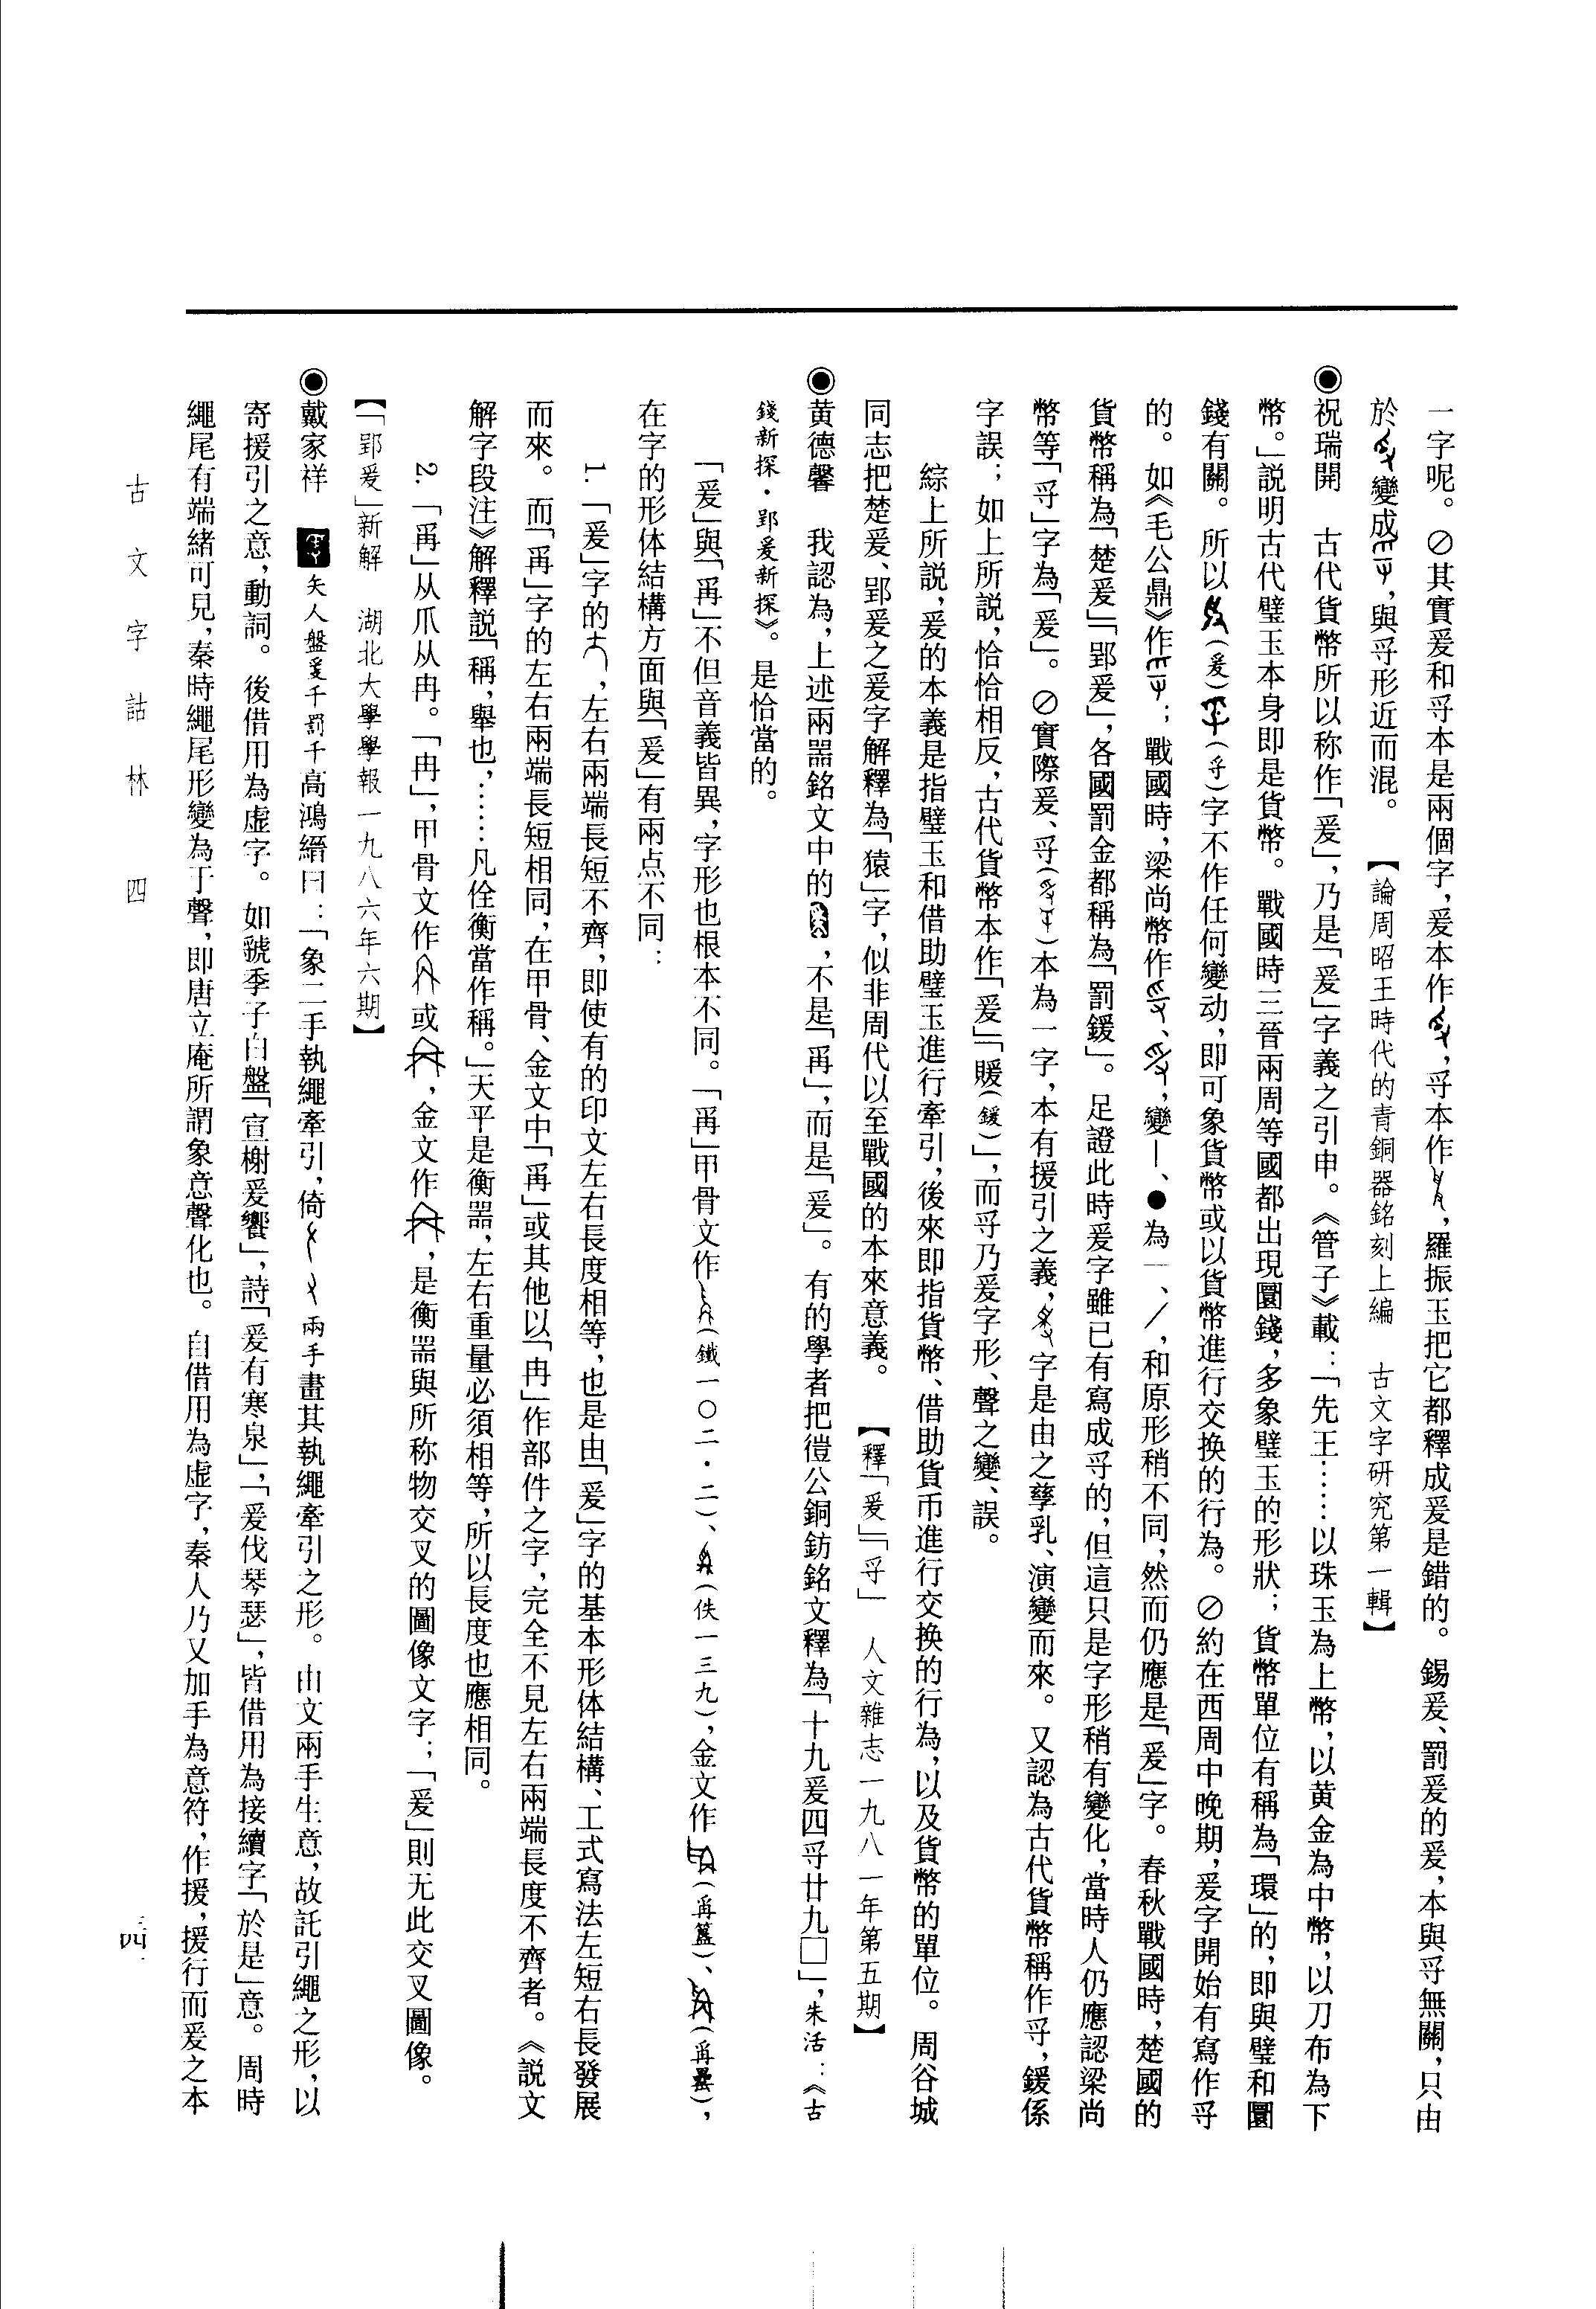 一字呢。⊘其實爰和寽本是兩個字，爰本作，寽本作，羅振玉把它都釋成爰是錯的。錫爰、罰爰的爰，本與寽無關，只由
於變成，與寽形近而混。【論周昭王時代的青銅器銘刻上編　古文字研究第一輯】
◉祝瑞開　古代貨幣所以称作「爰」，乃是「爰」字義之引申。《管子》載：「先王……以珠玉為上幣，以黄金為中幣，以刀布為下
幣。」説明古代璧玉本身即是貨幣。戰國時三晉兩周等國都出現圜錢，多象璧玉的形狀；貨幣單位有稱為「環」的，即與璧和圜
錢有關。所以（爰）（寽）字不作任何變动，即可象貨幣或以貨幣進行交换的行為。⊘約在西周中晚期，爰字開始有寫作寽
的。如《毛公鼎》作；戰國時，梁尚幣作、，變丨、●為一、／，和原形稍不同，然而仍應是「爰」字。春秋戰國時，楚國的
貨幣稱為「楚爰」「郢爰」，各國罰金都稱為「罰鍰」。足證此時爰字雖已有寫成寽的，但這只是字形稍有變化，當時人仍應認梁尚
幣等「寽」字為「爰」。⊘實際爰、寽（）本為一字，本有援引之義，字是由之孳乳、演變而來。又認為古代貨幣稱作寽，鍰係
字誤；如上所説，恰恰相反，古代貨幣本作「爰」「賅（鍰）」，而寽乃爰字形、聲之變、誤。
綜上所説，爰的本義是指璧玉和借助璧玉進行牽引，後來即指貨幣、借助貨币進行交换的行為，以及貨幣的單位。周谷城
同志把楚爰、郢爰之爰字解釋為「猿」字，似非周代以至戰國的本來意義。【釋「爰」「寽」　人文雜志一九八一年第五期】
◉黄德馨　我認為，上述兩器銘文中的，不是「爯」，而是「爰」。有的學者把𢓊公銅鈁銘文釋為「十九爰四寽廿九□」，朱活：《古
錢新探·郢爰新探》。是恰當的。
「爰」與「爯」不但音義皆異，字形也根本不同。「爯」甲骨文作（鐵一〇二·二）、（佚一三九），金文作（爯簋）、（爯罍），
在字的形体結構方面與「爰」有兩点不同：
1.「爰」字的，左右兩端長短不齊，即使有的印文左右長度相等，也是由「爰」字的基本形体結構、工式寫法左短右長發展
而來。而「爯」字的左右兩端長短相同，在甲骨、金文中「爯」或其他以「冉」作部件之字，完全不見左右兩端長度不齊者。《説文
解字段注》解釋説「稱，舉也，……凡佺衡當作稱。」天平是衡器，左右重量必須相等，所以長度也應相同。
2.「爯」从爪从冉。「冉」，甲骨文作或，金文作，是衡器與所称物交叉的圖像文字；「爰」則无此交叉圖像。
【「郢爰」新解　湖北大學學報一九八六年六期】
◉戴家祥　矢人盤爰千罰千高鴻縉曰：「象二手執繩牽引，倚兩手畫其執繩牽引之形。由文兩手生意，故託引繩之形，以
寄援引之意，動詞。後借用為虛字。如虢季子白盤「宣榭爰饗」，詩「爰有寒泉」，「爰伐琴瑟」，皆借用為接續字「於是」意。周時
繩尾有端緒可見，秦時繩尾形變為于聲，即唐立庵所謂象意聲化也。自借用為虛字，秦人乃又加手為意符，作援，援行而爰之本
古文字詁林　四